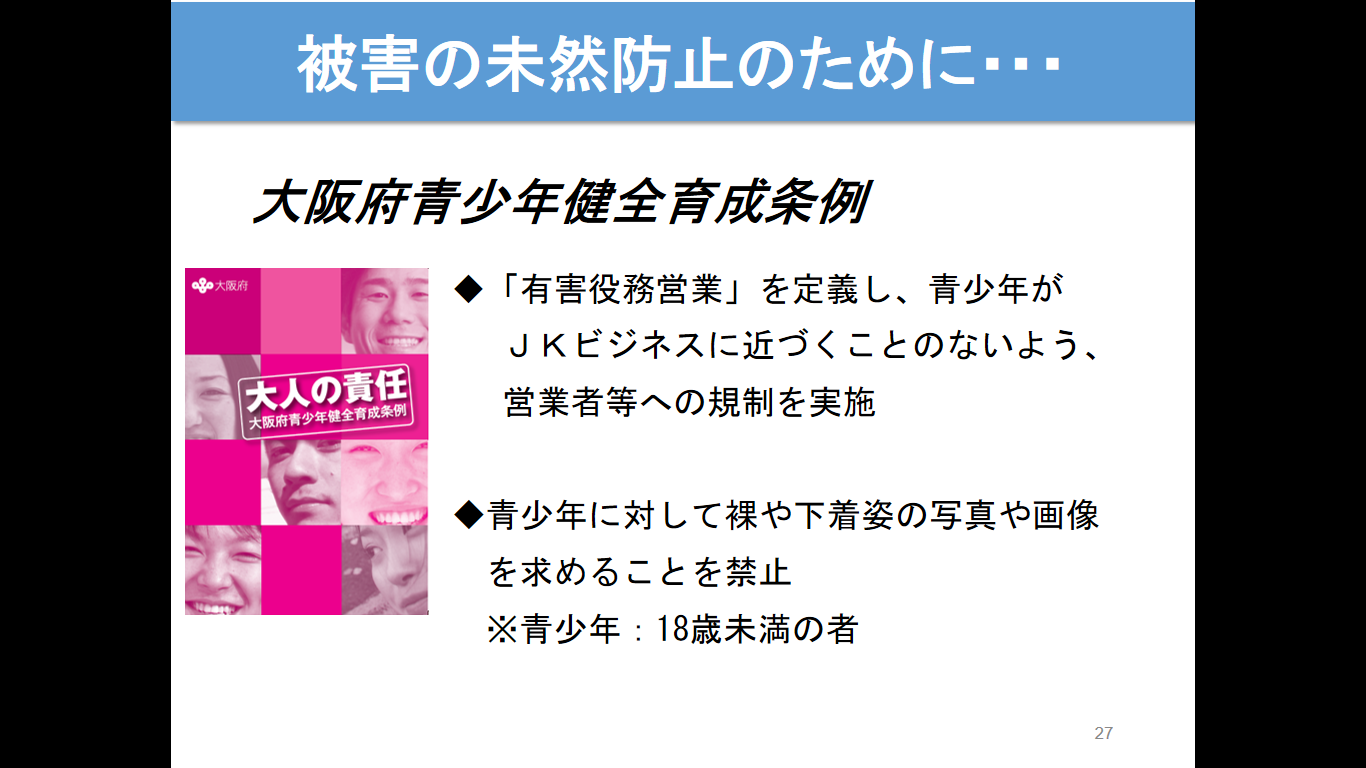 被害の未然防止のために・・・
大阪府青少年健全育成条例
大阪府
大人の責任
大阪府青少年健全育成条例
◆「有害役務営業」を定義し、青少年が
ＪＫビジネスに近づくことのないよう、
営業者等への規制を実施
◆青少年に対して裸や下着姿の写真や画像
を求めることを禁止
※青少年：18歳未満の者
27